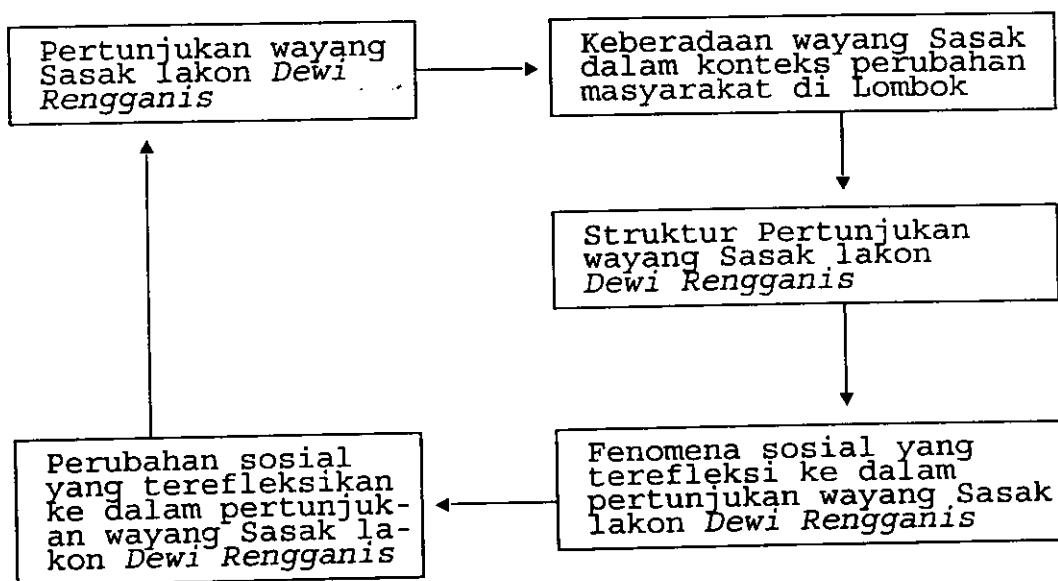 Pertunjukan wayang
Sasak lakon Dewi
Rengganis
Keberadaan wayang Sasak
dalam konteks perubahan
masyarakat di Lombok
Struktur Pertunjukan
wayang Sasak lakon
Dewi Rengganis
Fenomena sosial yang
terefleksi ke dalam
pertunjukan wayang Sasak
lakon Dewi Rengganis
Perubahan sosial
yang terefleksikan
ke dalam pertunjuk-
an wayang Sasak la-
kon Dewi Rengganis